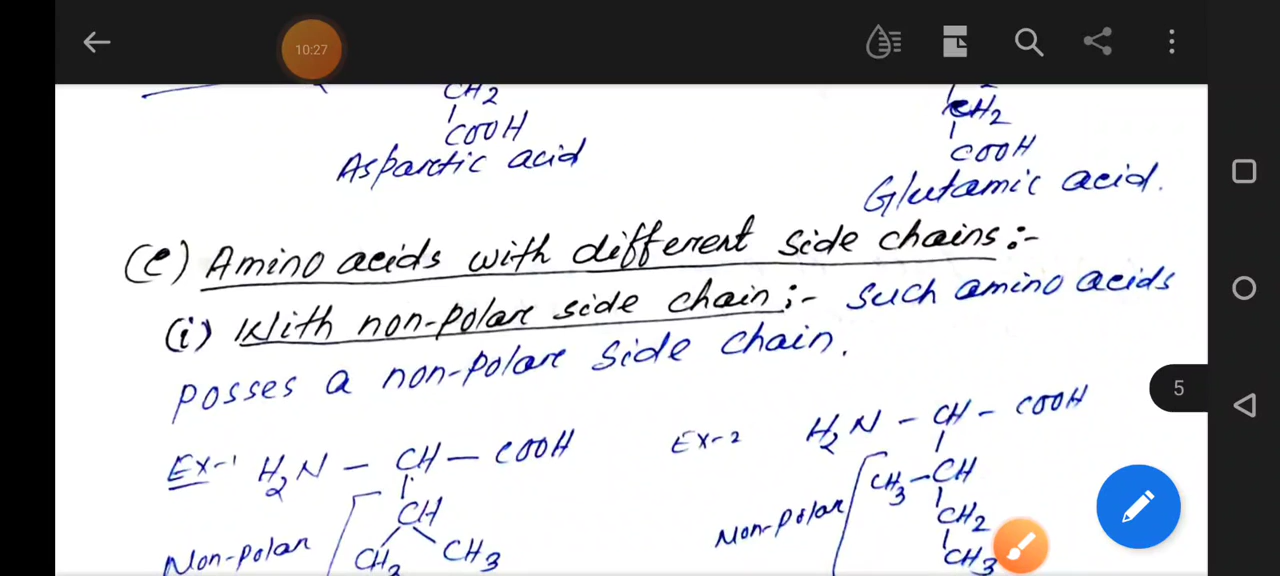 10:27
CH2
COOH
Aspartic acid
CH2
COOH
Glutamic acid.
(e) Amino acids with different side chains:-
(i) With non-polar side chain:- Such amino acids
posses a non-polar side chain.
5
Ex-1 H2N - CH - COOH
CH
CH3 CH3
Non-polar
Ex-2 H2N - CH - COOH
CH3 - CH
CH2
CH3
Non-polar